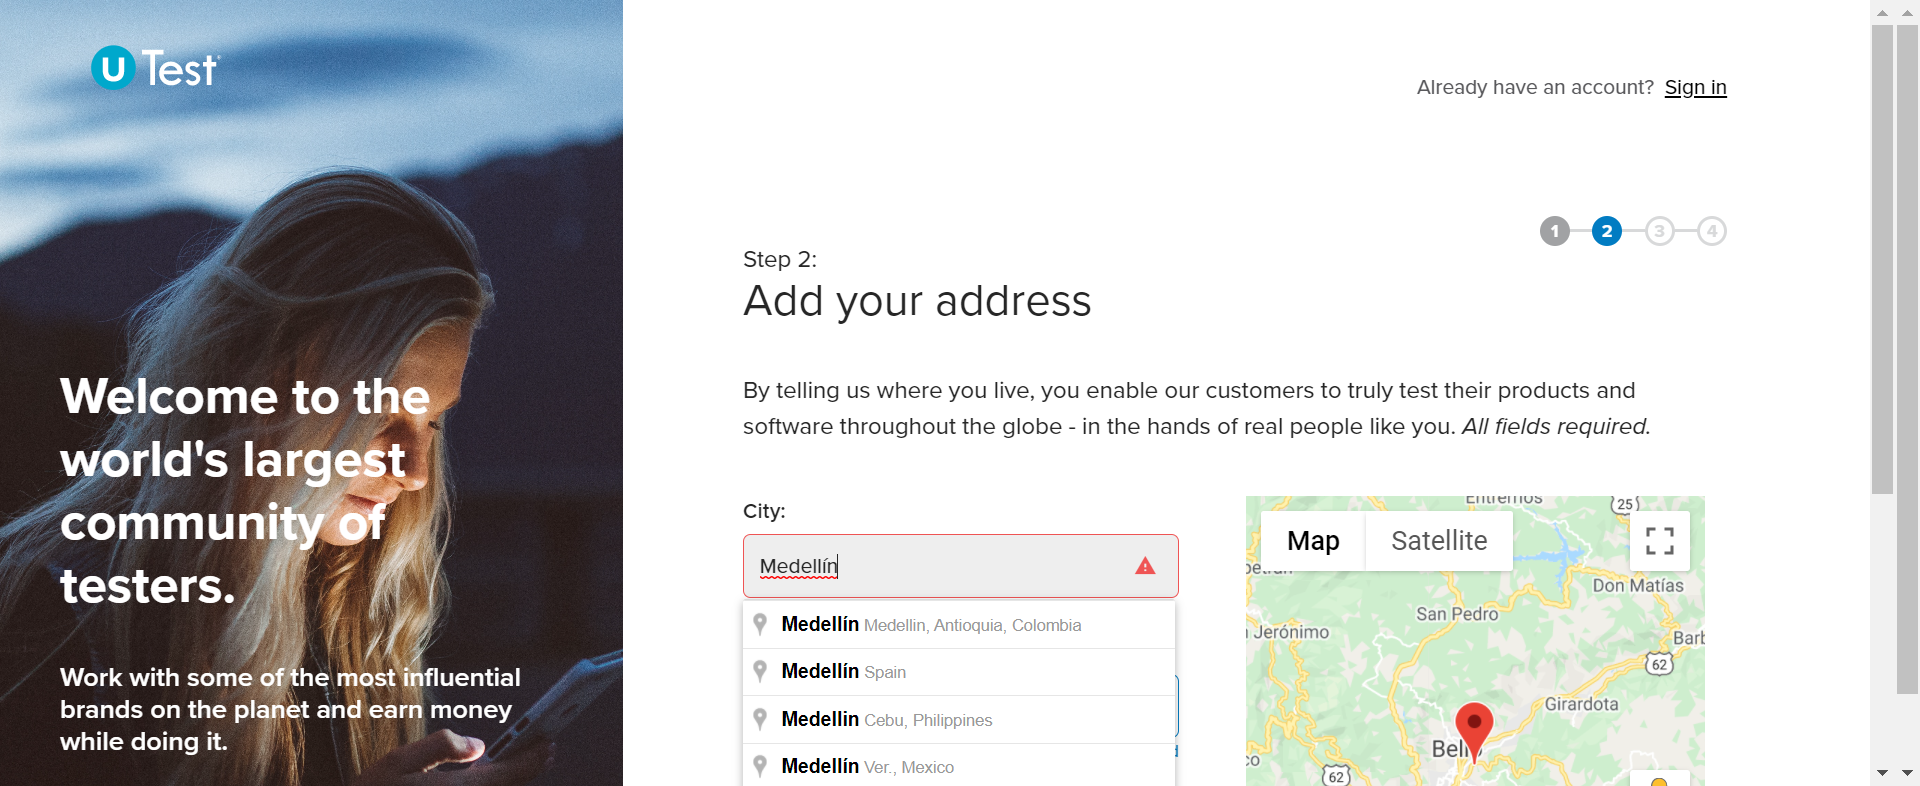 U Test
Already have an account? Sign in
1 2 3 4
Step 2:
Add your address
By telling us where you live, you enable our customers to truly test their products and
software throughout the globe - in the hands of real people like you. All fields required.
Welcome to the
world's largest
community of
testers.
Work with some of the most influential
brands on the planet and earn money
while doing it.
City:
Medellín
Medellín Medellin, Antioquia, Colombia
Medellín Spain
Medellin Cebu, Philippines
Medellín Ver., Mexico
Entrerríos
25
Map Satellite
Don Matías
San Pedro
Jerónimo
62
Girardota
62